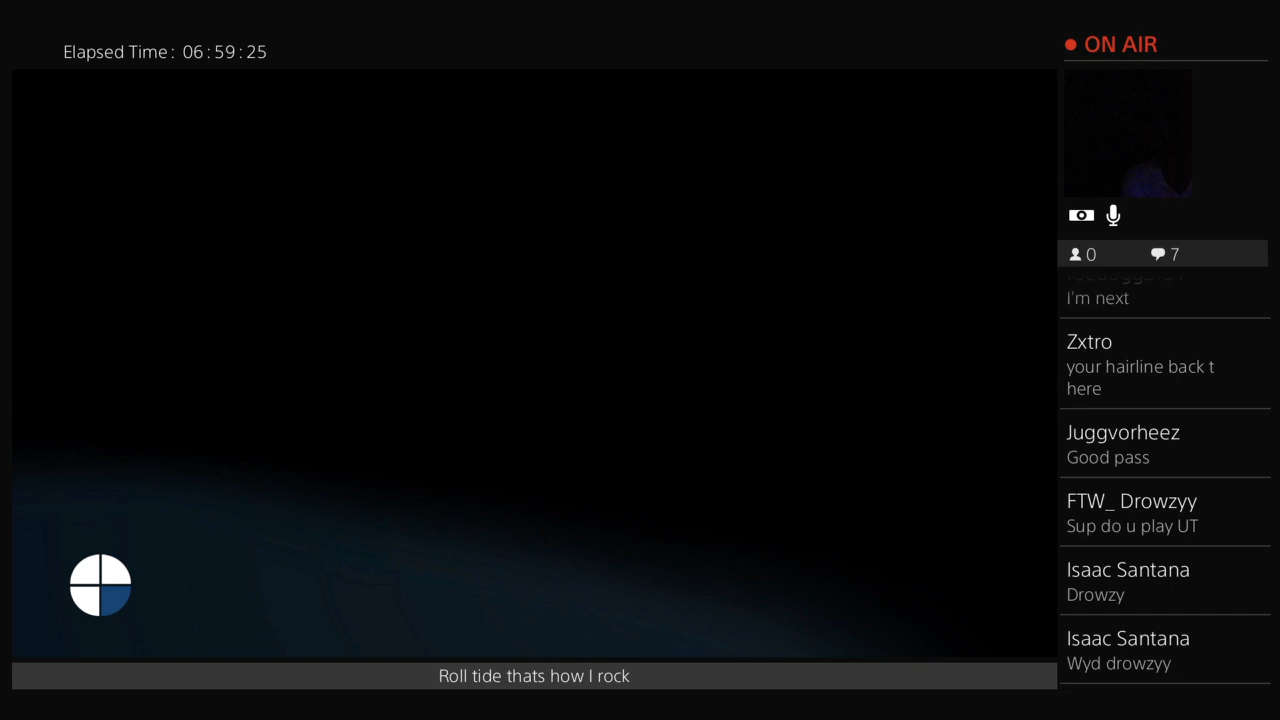 Elapsed Time: 06:59:25
ON AIR
0 7
I'm next
Zxtro
your hairline back t
here
Juggvorheez
Good pass
FTW_ Drowzyy
Sup do u play UT
Isaac Santana
Drowzy
Isaac Santana
Wyd drowzyy
Roll tide thats how I rock